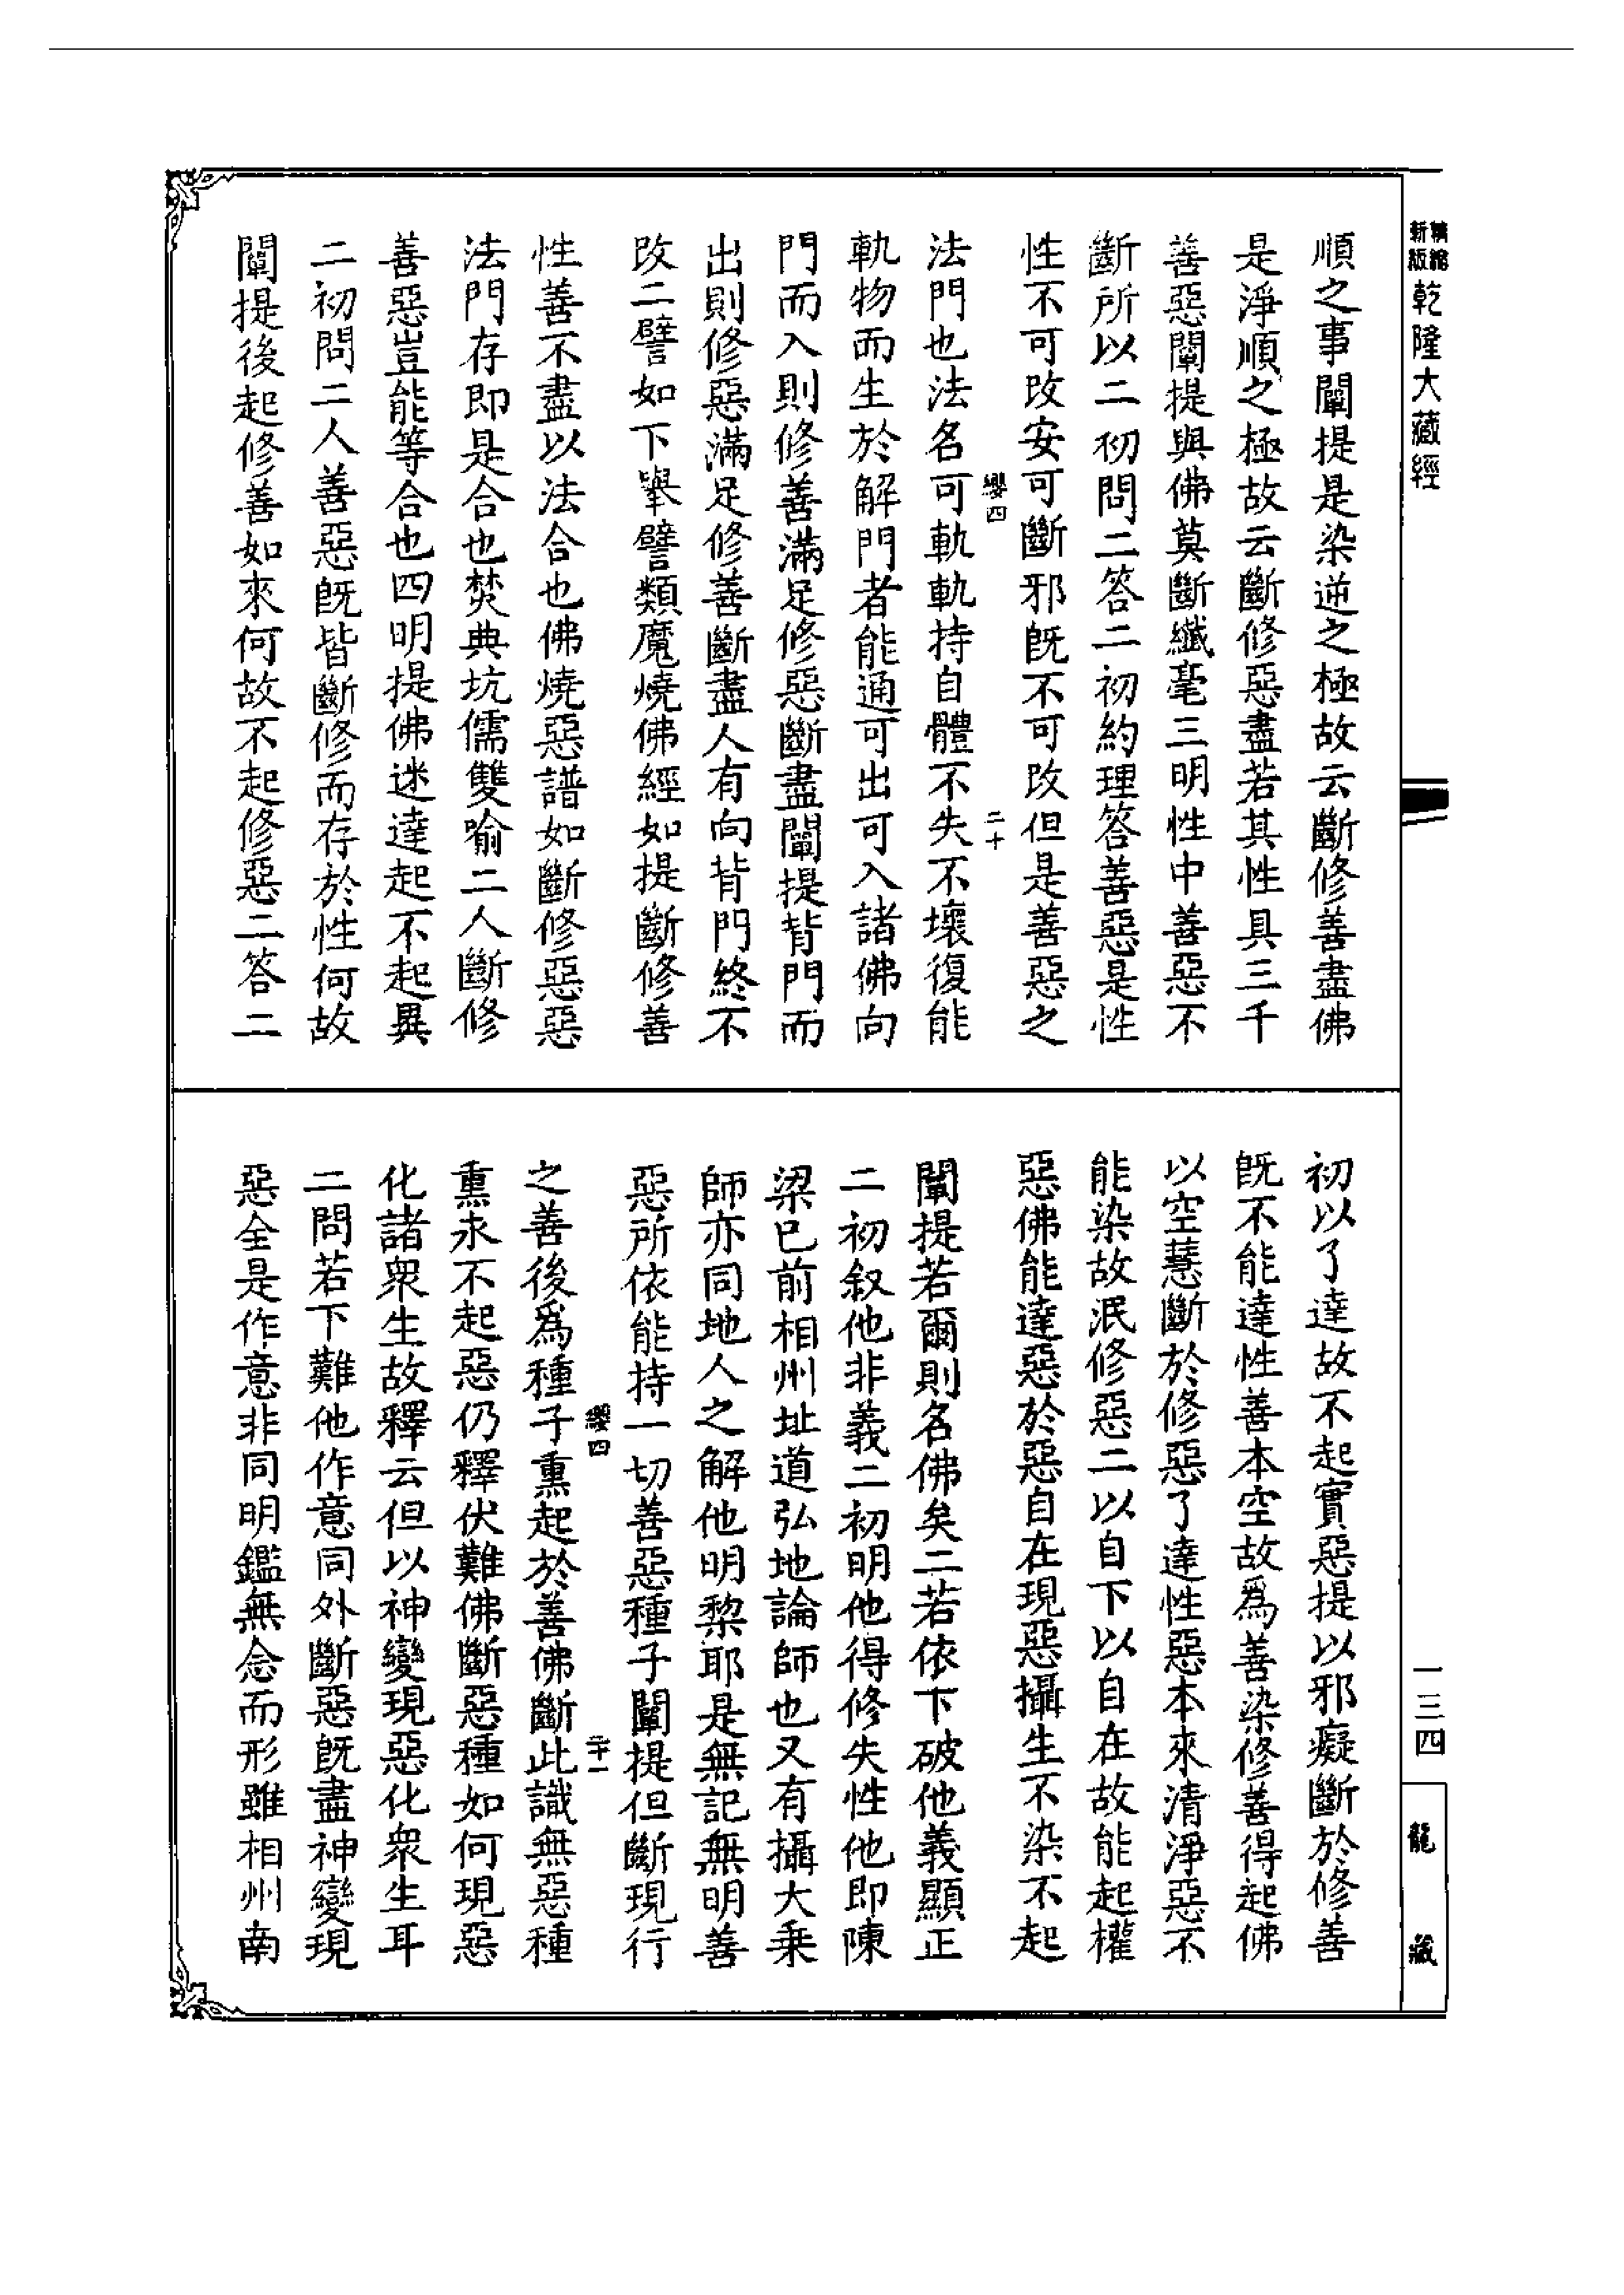 精縮
新版
乾隆大藏經
順之事闡提是染逆之極故云斷修善盡佛
是淨順之極故云斷修惡盡若其性具三千
善惡闡提與佛莫斷纖毫三明性中善惡不
斷所以二初問二答二初約理答善惡是性
性不可改安可斷邪既不可改但是善惡之
纓四
二十
法門也法名可軌軌持自體不失不壞復能
軌物而生於解門者能通可出可入諸佛向
門而入則修善滿足修惡斷盡闡提背門而
出則修惡滿足修善斷盡人有向背門終不
改二譬如下舉譬類魔燒佛經如提斷修善
性善不盡以法合也佛燒惡譜如斷修惡惡
法門存即是合也焚典坑儒雙喻二人斷修
善惡豈能等合也四明提佛迷達起不起異
二初問二人善惡既皆斷修而存於性何故
闡提後起修善如來何故不起修惡二答二
初以了達故不起實惡提以邪癡斷於修善
既不能達性善本空故為善染修善得起佛
以空慧斷於修惡了達性惡本來清淨惡不
能染故泯修惡二以自下以自在故能起權
惡佛能達惡於惡自在現惡攝生不染不起
闡提若爾則名佛矣二若依下破他義顯正
二初敘他非義二初明他得修失性他即陳
梁已前相州址道弘地論師也又有攝大乘
師亦同地人之解他明黎耶是無記無明善
惡所依能持一切善惡種子闡提但斷現行
纓四
二十一
之善後為種子熏起於善佛斷此識無惡種
熏永不起惡仍釋伏難佛斷惡種如何現惡
化諸衆生故釋云但以神變現惡化衆生耳
二問若下難他作意同外斷惡既盡神變現
惡全是作意非同明鑑無念而形雖相州南
一三四
龍藏